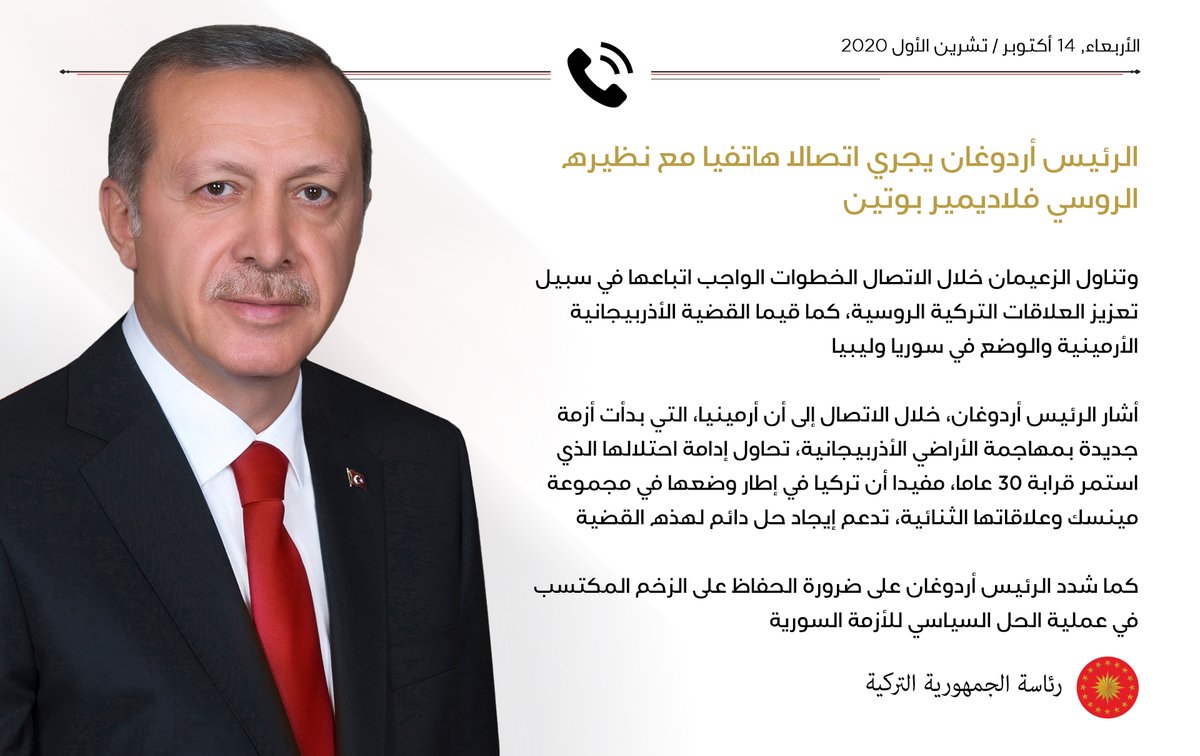 الأربعاء, 14 أكتوبر / تشرين الأول 2020
الرئيس أردوغان يجري اتصالا هاتفيا مع نظيره
الروسي فلاديمير بوتين
وتناول الزعيمان خلال الاتصال الخطوات الواجب اتباعها في سبيل
تعزيز العلاقات التركية الروسية، كما قيما القضية الأذربيجانية
الأرمينية والوضع في سوريا وليبيا
أشار الرئيس أردوغان، خلال الاتصال إلى أن أرمينيا، التي بدأت أزمة
جديدة بمهاجمة الأراضي الأذربيجانية، تحاول إدامة احتلالها الذي
استمر قرابة 30 عاما، مفيدا أن تركيا في إطار وضعها في مجموعة
مينسك وعلاقاتها الثنائية، تدعم إيجاد حل دائم لهذه القضية
كما شدد الرئيس أردوغان على ضرورة الحفاظ على الزخم المكتسب
في عملية الحل السياسي للأزمة السورية
رئاسة الجمهورية التركية